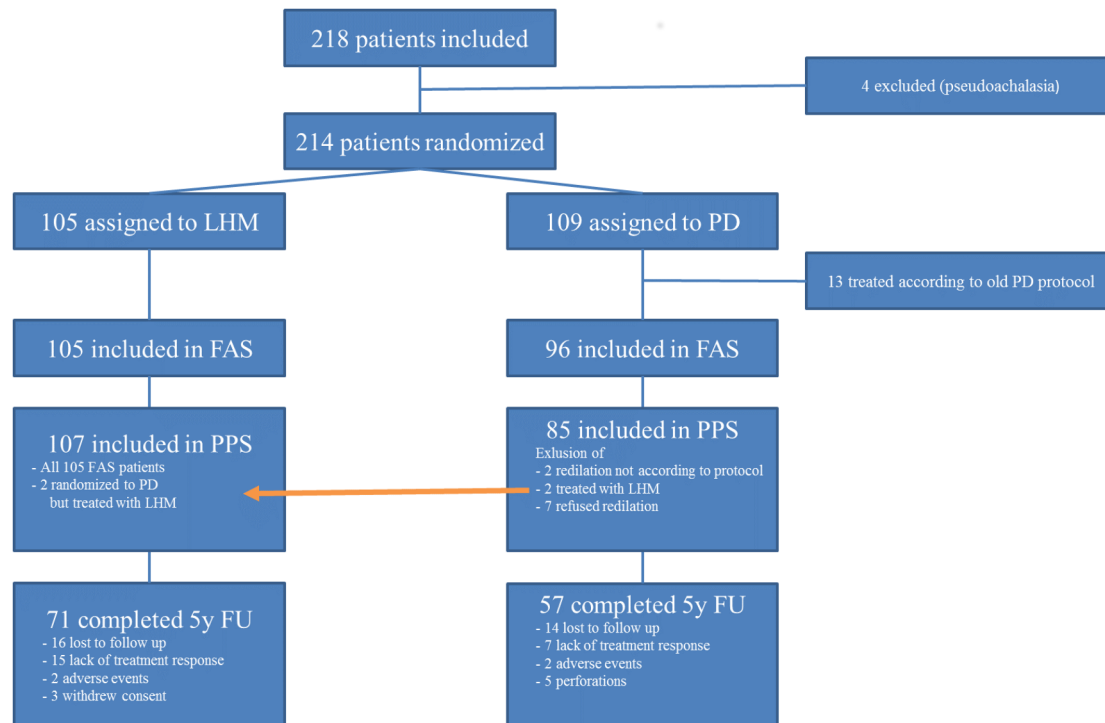 218 patients included
4 excluded (pseudoachalasia)
214 patients randomized
105 assigned to LHM
109 assigned to PD
13 treated according to old PD protocol
105 included in FAS
96 included in FAS
107 included in PPS
- All 105 FAS patients
- 2 randomized to PD
but treated with LHM
85 included in PPS
Exlusion of
- 2 redilation not according to protocol
- 2 treated with LHM
- 7 refused redilation
71 completed 5y FU
- 16 lost to follow up
- 15 lack of treatment response
- 2 adverse events
- 3 withdrew consent
57 completed 5y FU
- 14 lost to follow up
- 7 lack of treatment response
- 2 adverse events
- 5 perforations